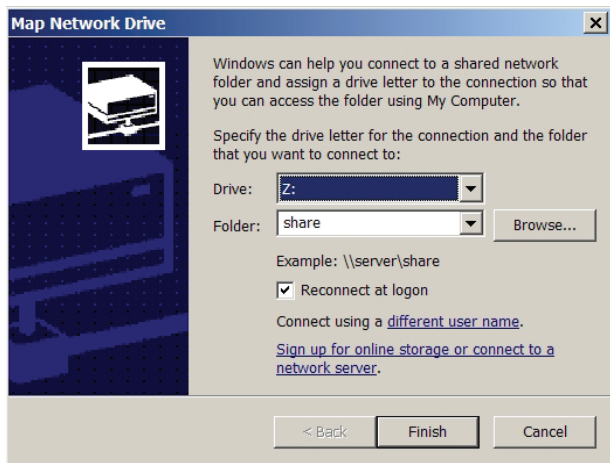 Map Network Drive
Windows can help you connect to a shared network
folder and assign a drive letter to the connection so that
you can access the folder using My Computer.
Specify the drive letter for the connection and the folder
that you want to connect to:
Drive: Z:
Folder: share Browse...
Example: \\server\share
Reconnect at logon
Connect using a different user name.
Sign up for online storage or connect to a
network server.
< Back Finish Cancel